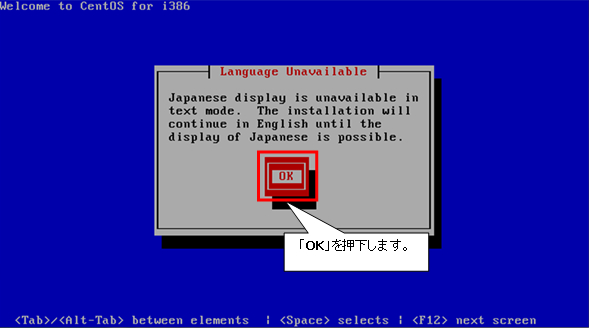 Welcome to CentOS for i386
Language Unavailable
Japanese display is unavailable in
text mode.  The installation will
continue in English until the
display of Japanese is possible.
OK
「OK」を押下します。
<Tab>/<Alt-Tab> between elements  | <Space> selects | <F12> next screen